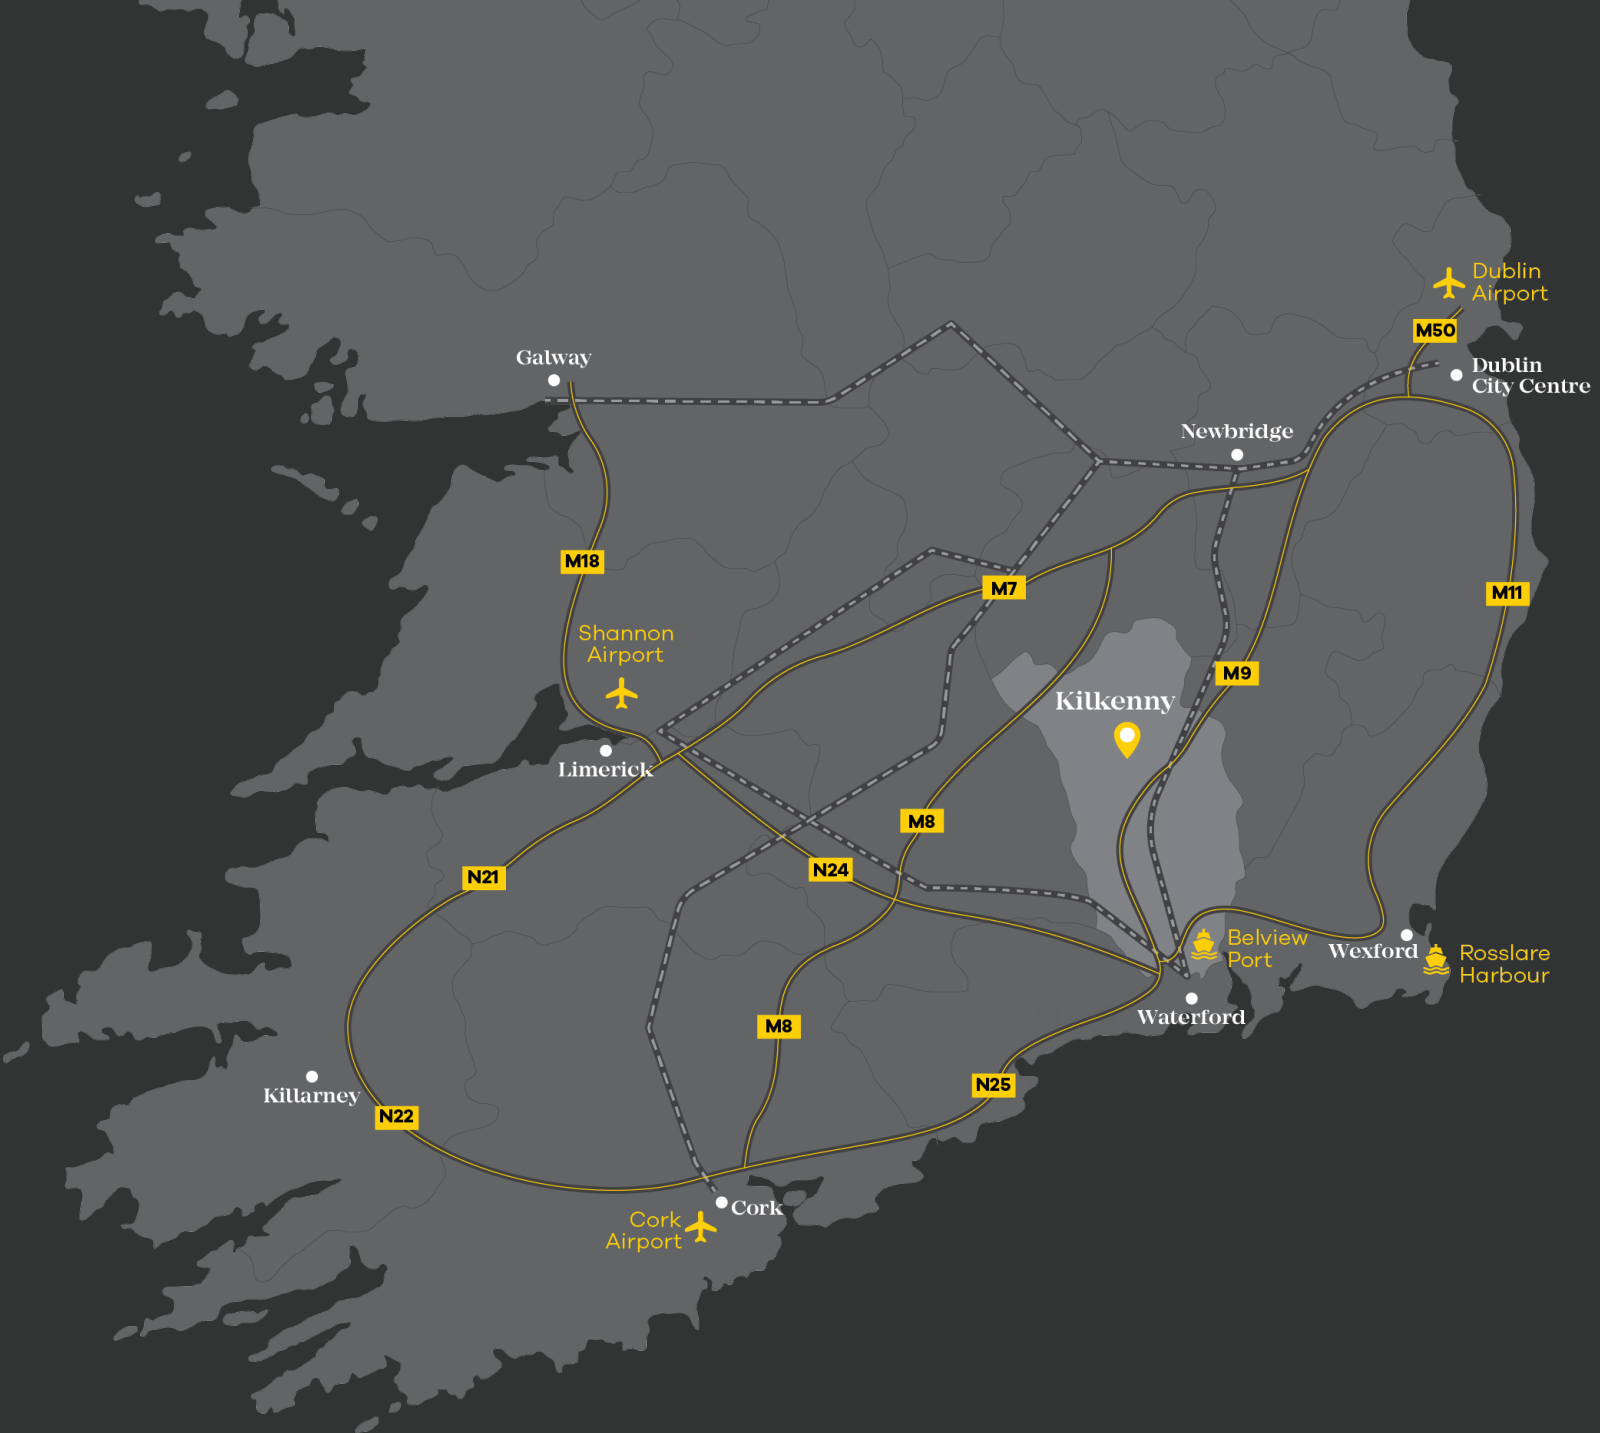 Dublin
Airport
M50
Galway
Dublin
City Centre
Newbridge
M18
M7
M11
Shannon
Airport
M9
Kilkenny
Limerick
M8
N24
N21
Belview
Port
Wexford
Rosslare
Harbour
Waterford
M8
Killarney
N25
N22
Cork
Cork
Airport